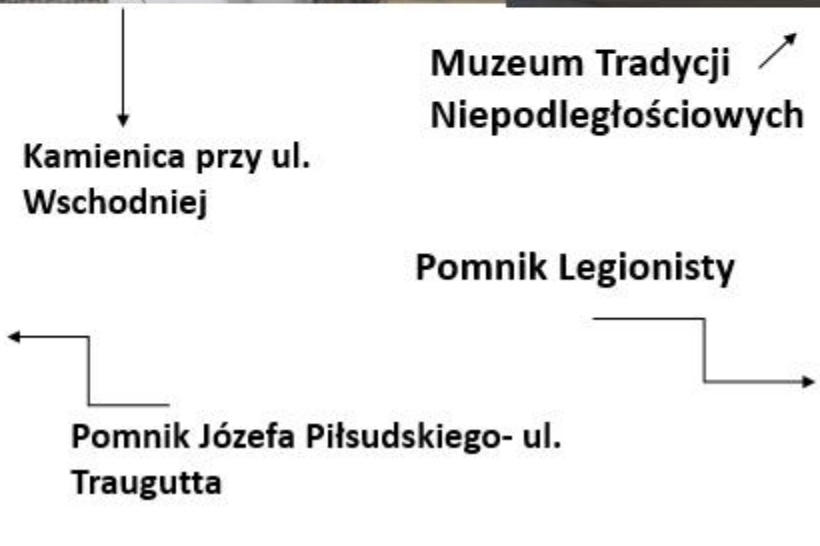 Muzeum Tradycji
Niepodległościowych
Kamienica przy ul.
Wschodniej
Pomnik Legionisty
Pomnik Józefa Piłsudskiego- ul.
Traugutta